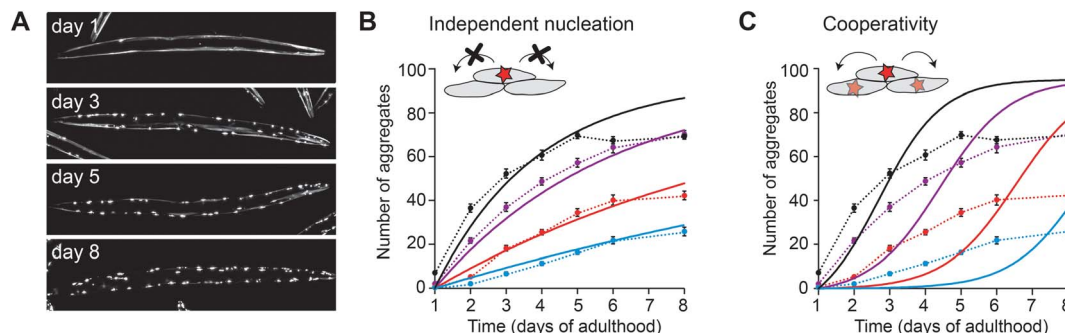 A
day 1
day 3
day 5
day 8
B
Independent nucleation
Number of aggregates
100
80
60
40
20
0
1 2 3 4 5 6 7 8
Time (days of adulthood)
C
Cooperativity
Number of aggregates
100
80
60
40
20
0
1 2 3 4 5 6 7 8
Time (days of adulthood)